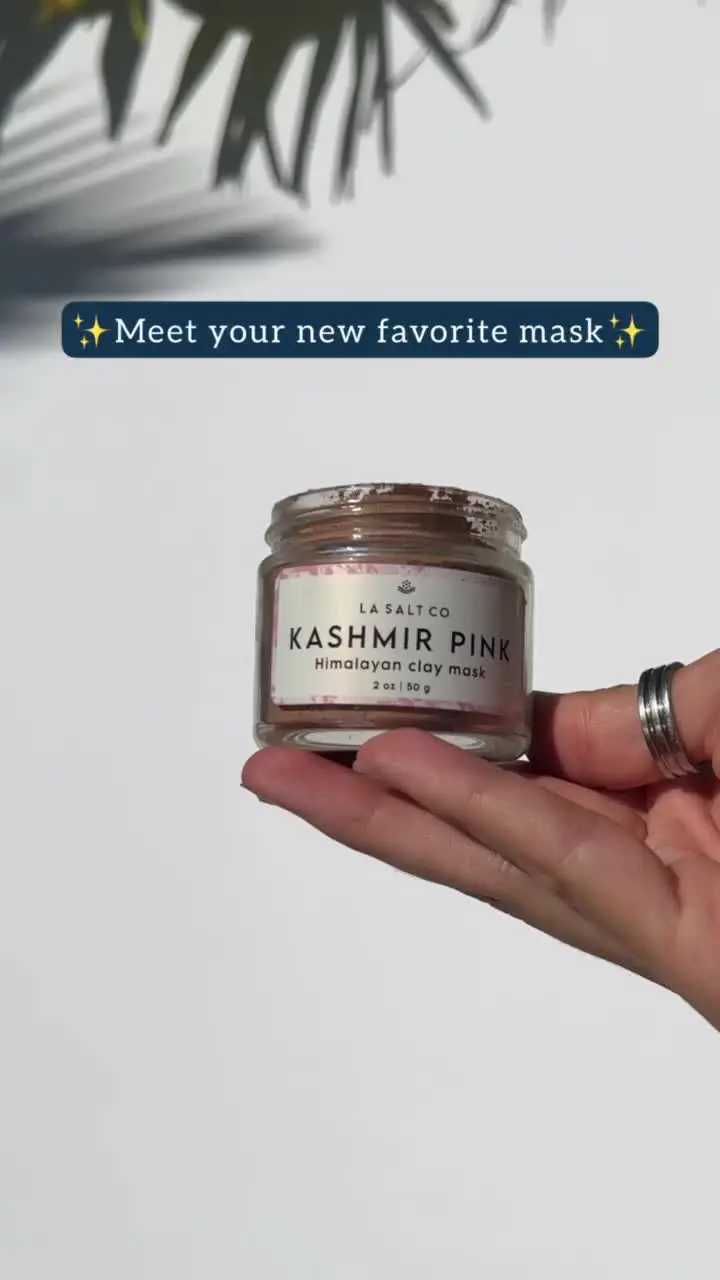 ✨Meet your new favorite mask✨
LA SALT CO
KASHMIR PINK
Himalayan clay mask
2 oz | 50 g